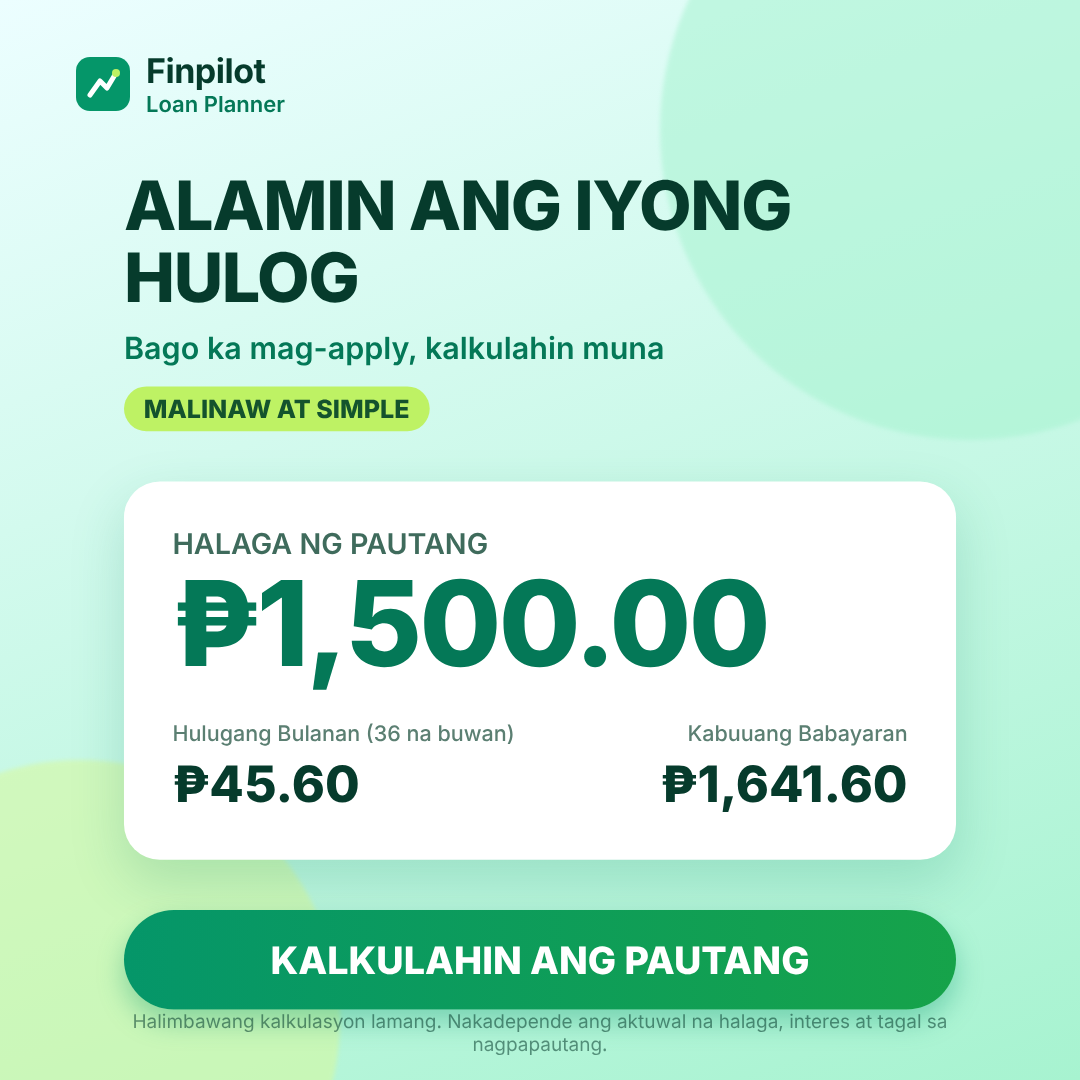 Finpilot
Loan Planner
ALAMIN ANG IYONG
HULOG
Bago ka mag-apply, kalkulahin muna
MALINAW AT SIMPLE
HALAGA NG PAUTANG
₱1,500.00
Hulugang Bulanan (36 na buwan)
₱45.60
Kabuuang Babayaran
₱1,641.60
KALKULAHIN ANG PAUTANG
Halimbawang kalkulasyon lamang. Nakadepende ang aktuwal na halaga, interes at tagal sa
nagpapautang.